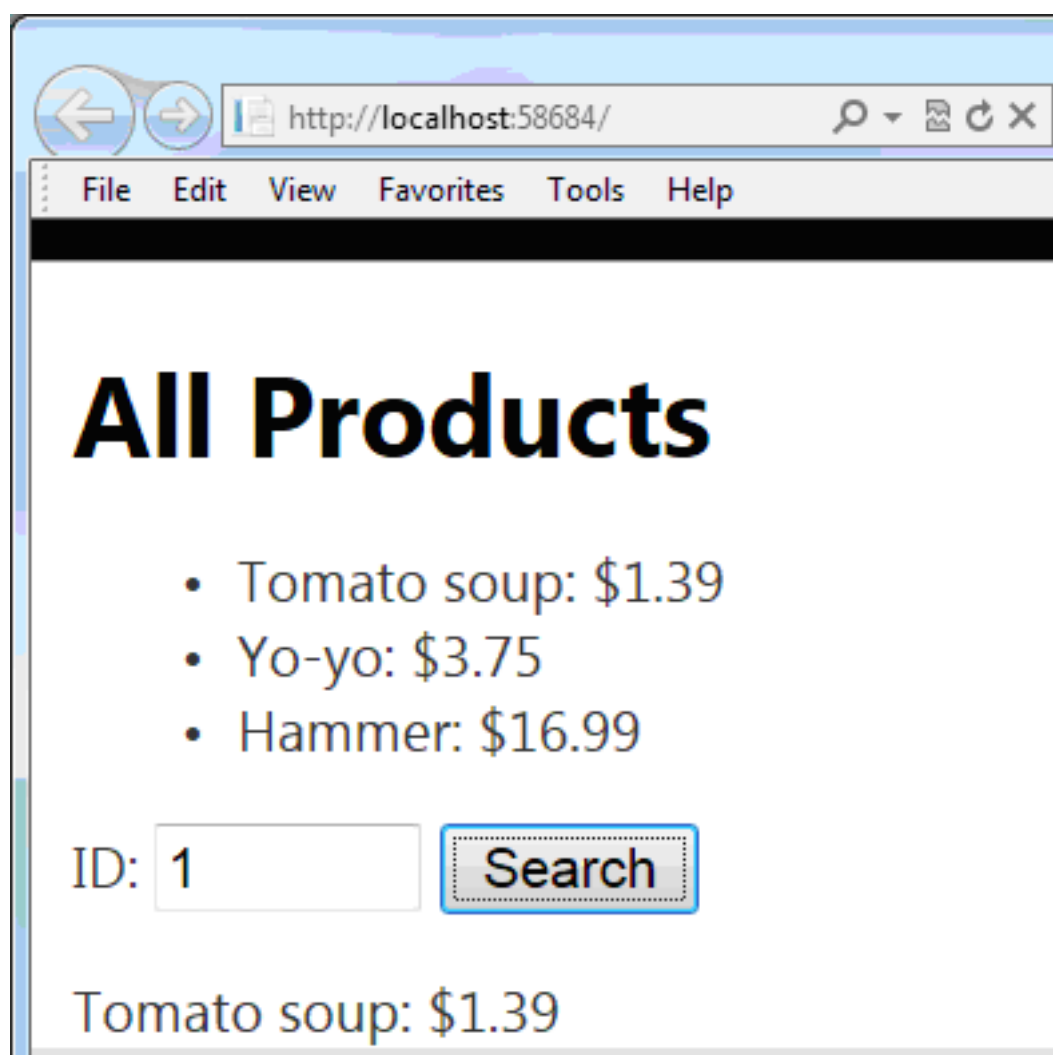 http://localhost:58684/
File Edit View Favorites Tools Help
All Products
• Tomato soup: $1.39
• Yo-yo: $3.75
• Hammer: $16.99
ID: 1 Search
Tomato soup: $1.39